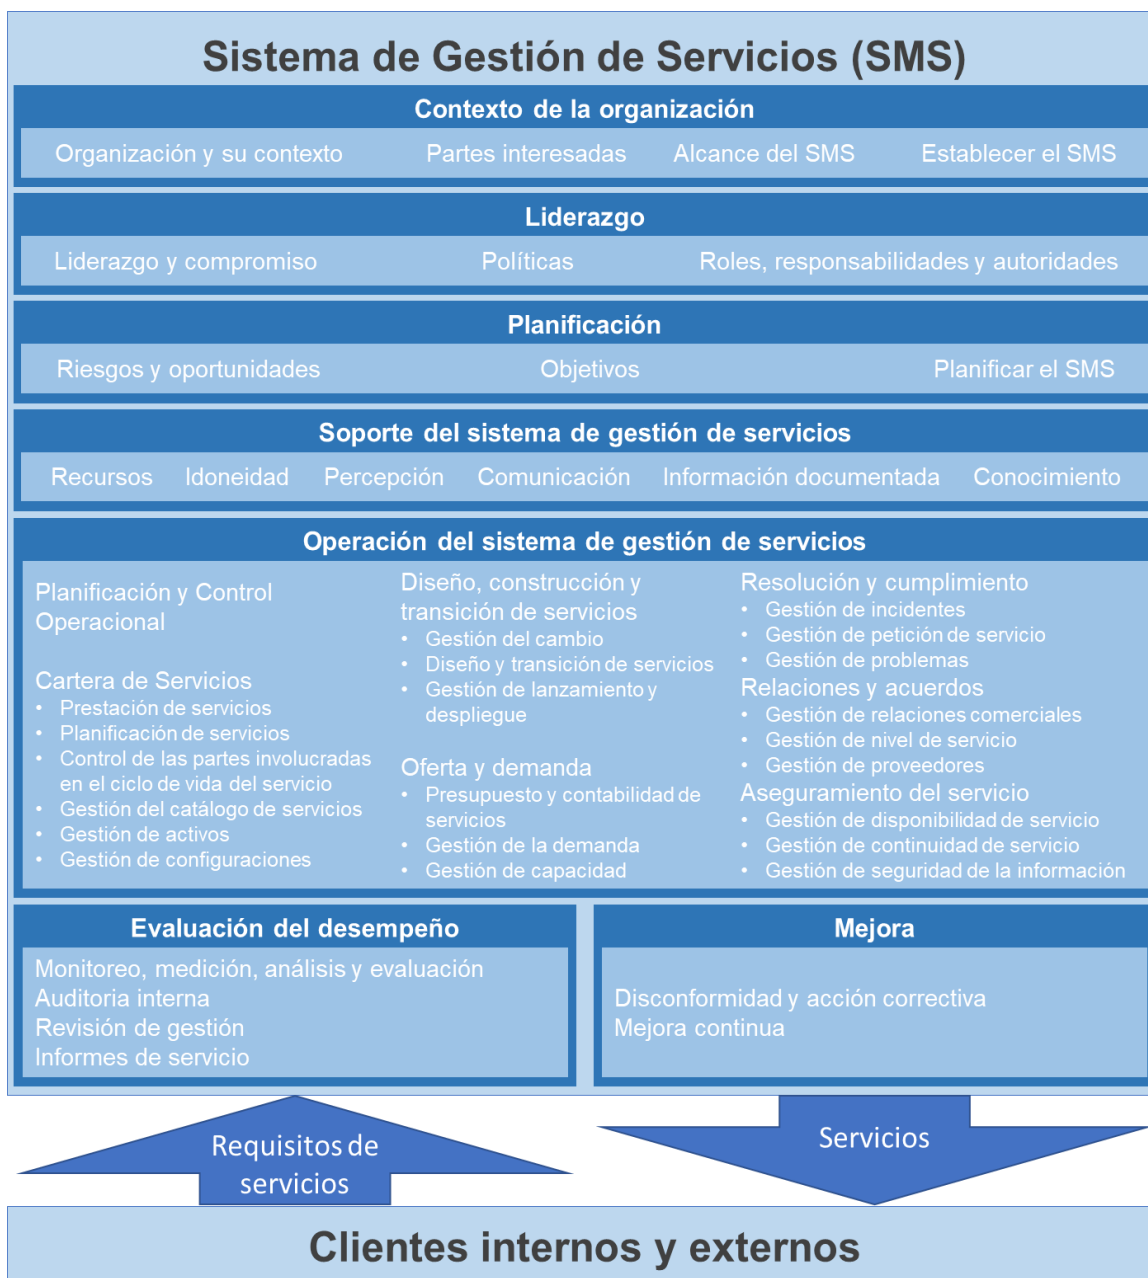 Sistema de Gestión de Servicios (SMS)
Contexto de la organización
Organización y su contexto Partes interesadas Alcance del SMS Establecer el SMS
Liderazgo
Liderazgo y compromiso Políticas Roles, responsabilidades y autoridades
Planificación
Riesgos y oportunidades Objetivos Planificar el SMS
Soporte del sistema de gestión de servicios
Recursos Idoneidad Percepción Comunicación Información documentada Conocimiento
Operación del sistema de gestión de servicios
Planificación y Control
Operacional
Cartera de Servicios
• Prestación de servicios
• Planificación de servicios
• Control de las partes involucradas
en el ciclo de vida del servicio
• Gestión del catálogo de servicios
• Gestión de activos
• Gestión de configuraciones
Diseño, construcción y
transición de servicios
• Gestión del cambio
• Diseño y transición de servicios
• Gestión de lanzamiento y
despliegue
Oferta y demanda
• Presupuesto y contabilidad de
servicios
• Gestión de la demanda
• Gestión de capacidad
Resolución y cumplimiento
• Gestión de incidentes
• Gestión de petición de servicio
• Gestión de problemas
Relaciones y acuerdos
• Gestión de relaciones comerciales
• Gestión de nivel de servicio
• Gestión de proveedores
Aseguramiento del servicio
• Gestión de disponibilidad de servicio
• Gestión de continuidad de servicio
• Gestión de seguridad de la información
Evaluación del desempeño
Monitoreo, medición, análisis y evaluación
Auditoria interna
Revisión de gestión
Informes de servicio
Mejora
Disconformidad y acción correctiva
Mejora continua
Requisitos de
servicios
Servicios
Clientes internos y externos